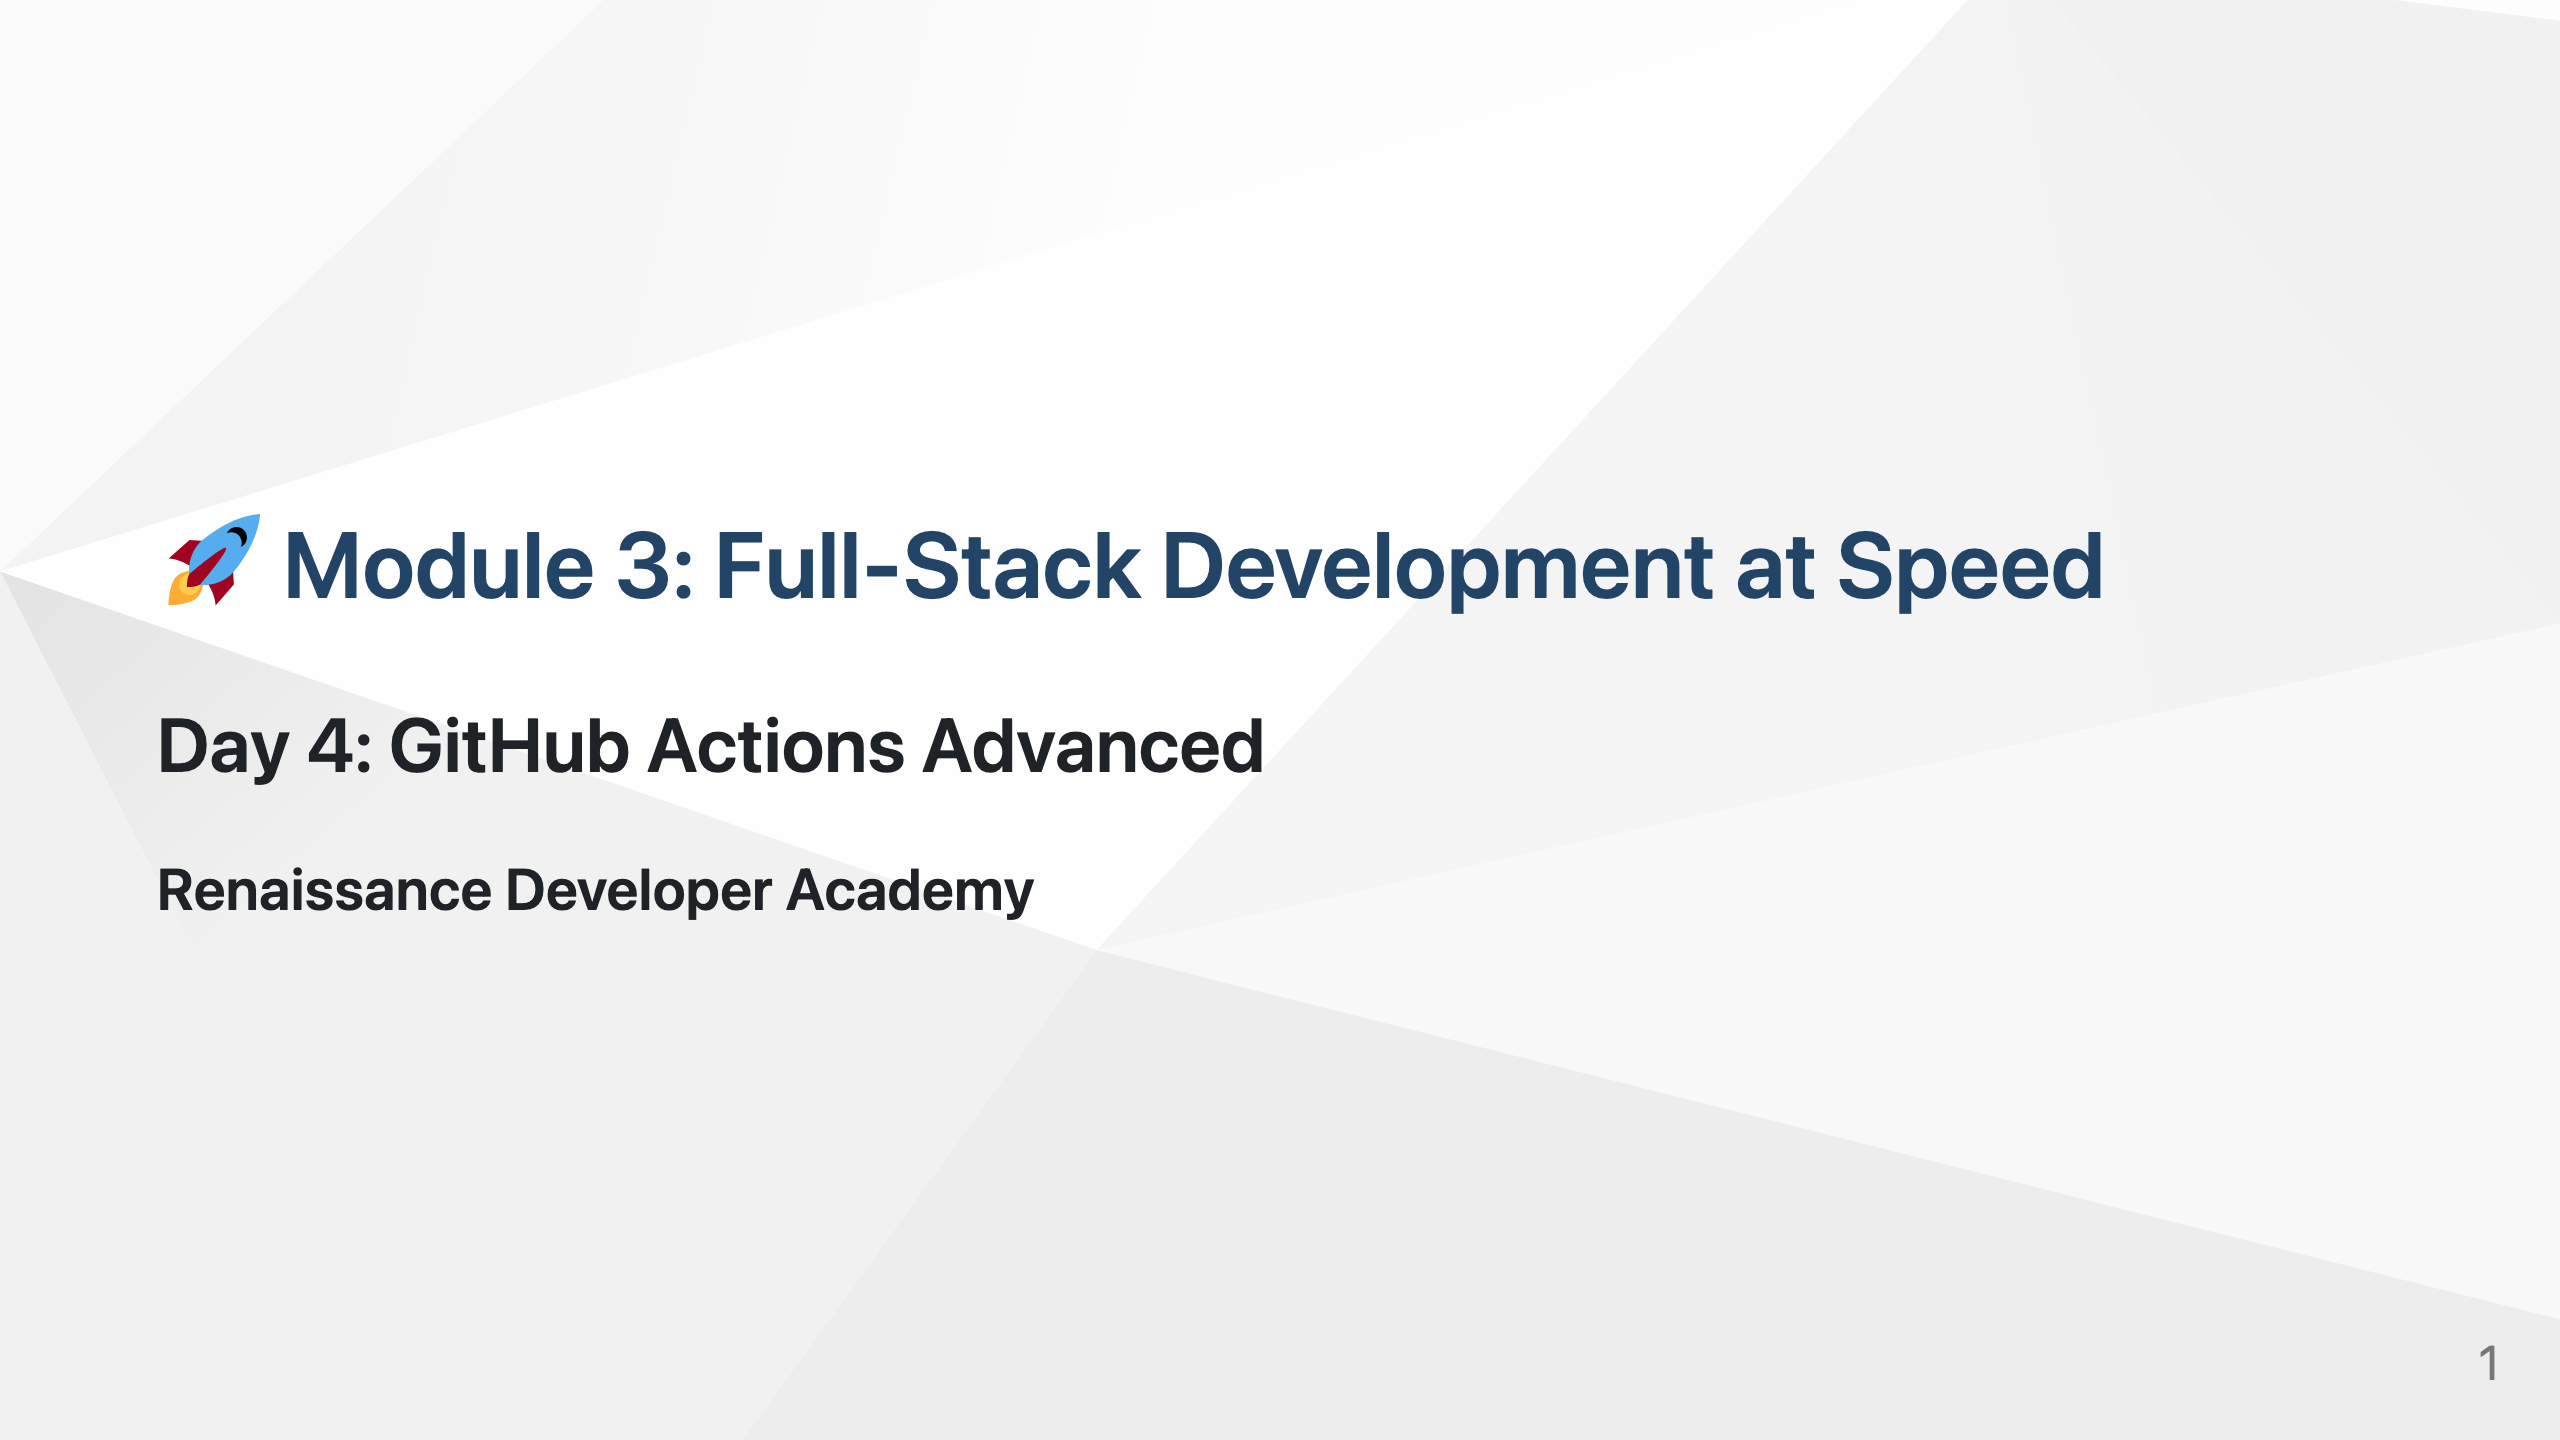 🚀 Module 3: Full-Stack Development at Speed
Day 4: GitHub Actions Advanced
Renaissance Developer Academy
1